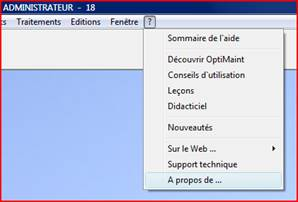 ADMINISTRATEUR - 18
Traitements Editions Fenêtre ?
Sommaire de l'aide
Découvrir OptiMaint
Conseils d'utilisation
Leçons
Didacticiel
Nouveautés
Sur le Web ...
Support technique
A propos de ...